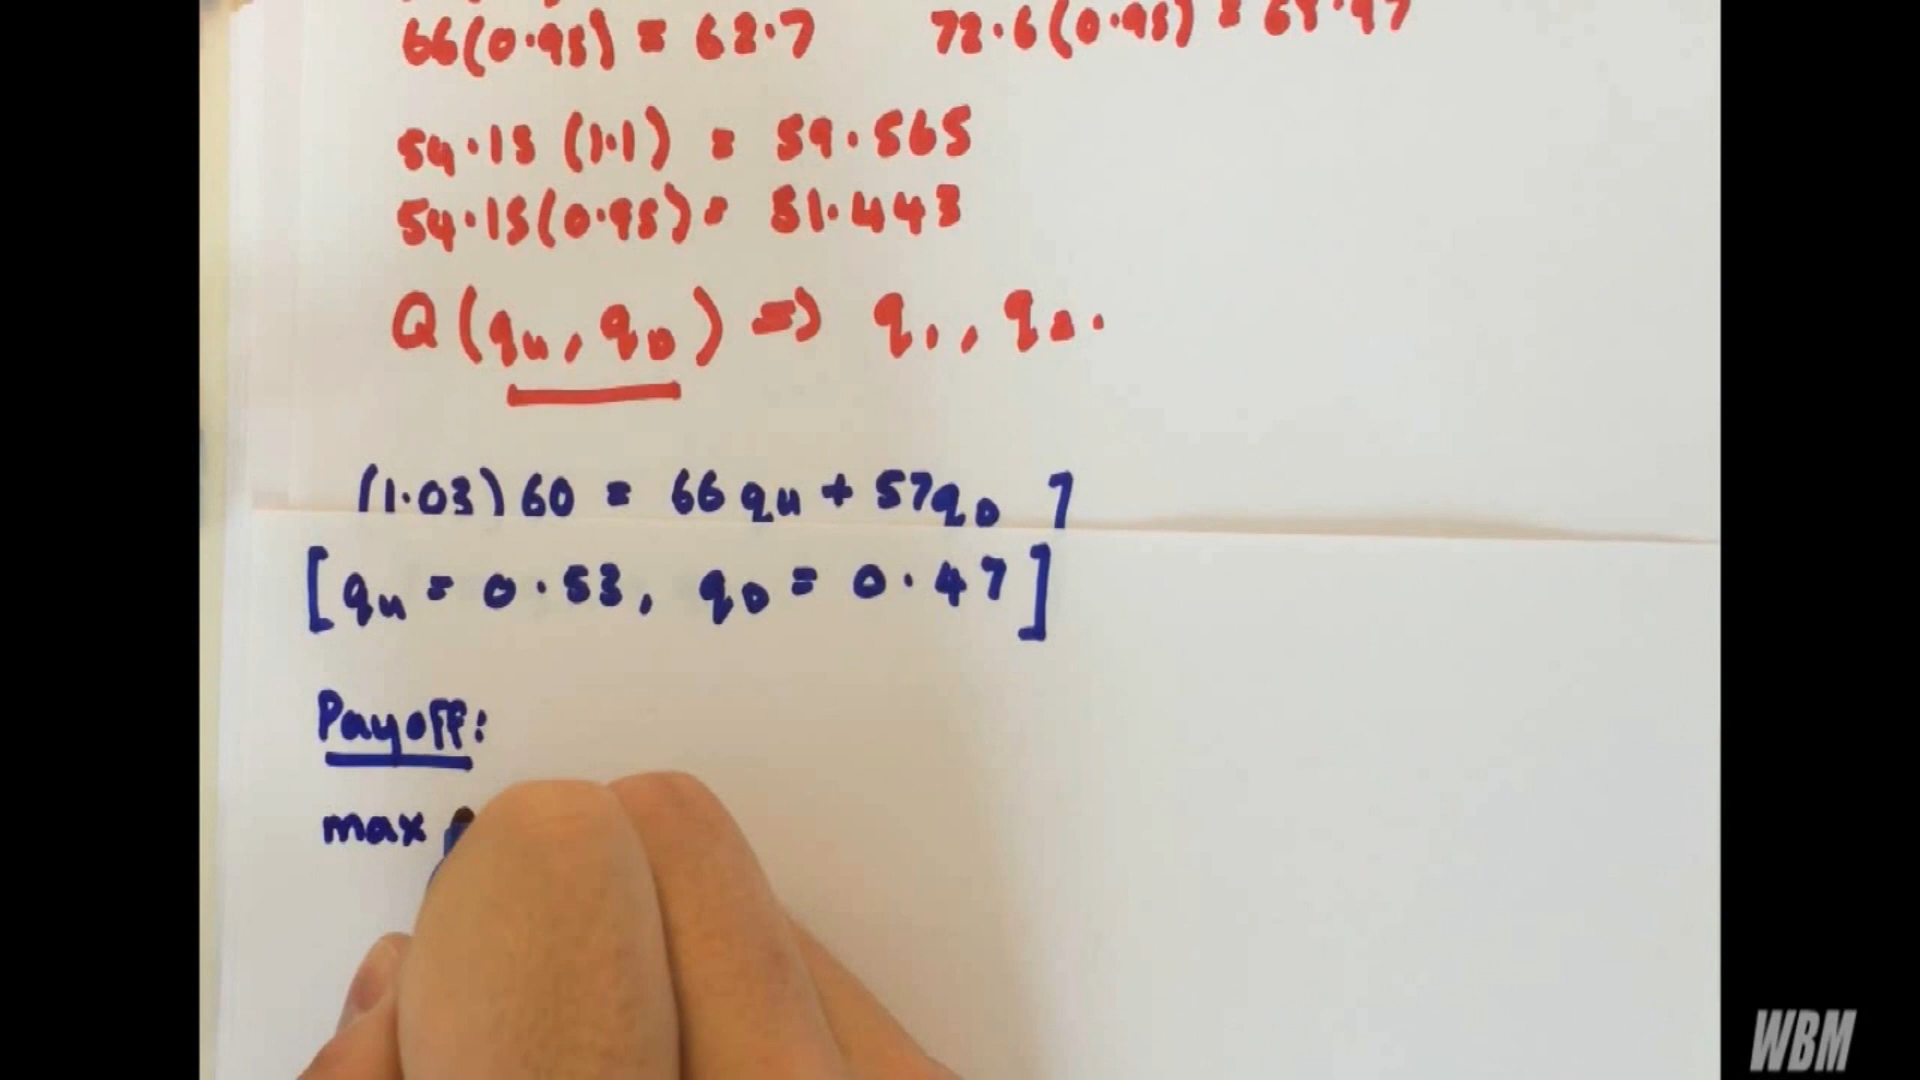 66(0.95) = 62.7 72.6(0.95) = 68.97
54.15 (1.1) = 59.565
54.15(0.95) = 51.443
Q(qu, qD) => q1, q2.
(1.03)60 = 66qu + 57qD
[qu = 0.53, qD = 0.47]
Payoff:
max
WBM